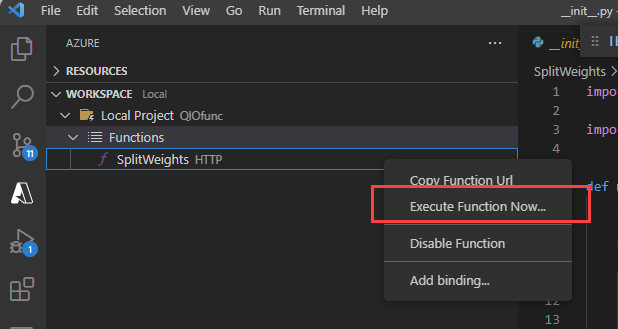 File Edit Selection View Go Run Terminal Help __init__.py -
AZURE
RESOURCES
WORKSPACE Local
Local Project QIOfunc
Functions
SplitWeights HTTP
Copy Function Url
Execute Function Now...
Disable Function
Add binding...
11
1
__init_
SplitWeights
1 impo
2
3 impo
4
def
12
13